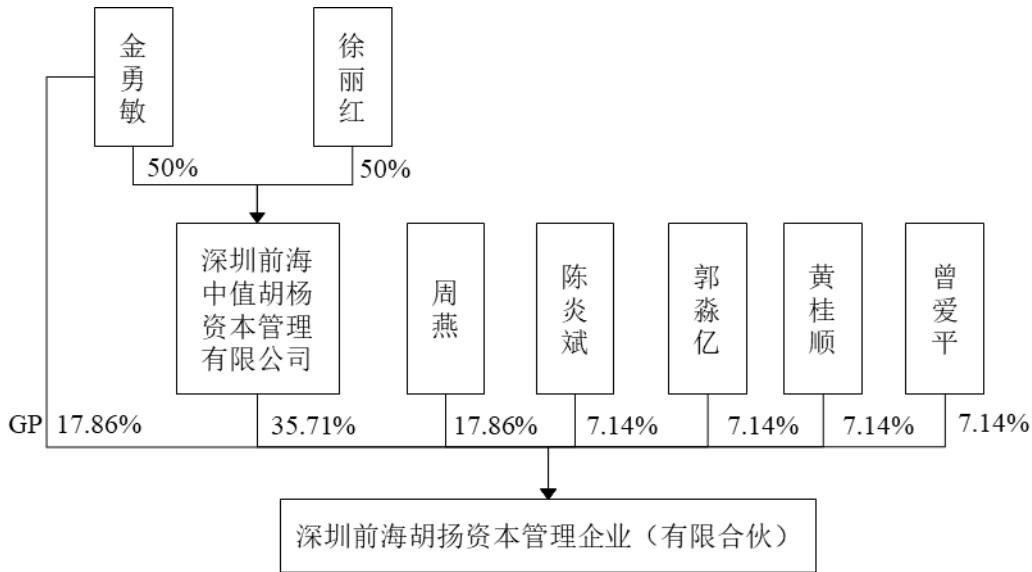 金勇敏
徐丽红
50%
50%
深圳前海
中值胡杨
资本管理
有限公司
周燕
陈炎斌
郭淼亿
黄桂顺
曾爱平
GP 17.86%
35.71%
17.86%
7.14%
7.14%
7.14%
7.14%
深圳前海胡扬资本管理企业（有限合伙）